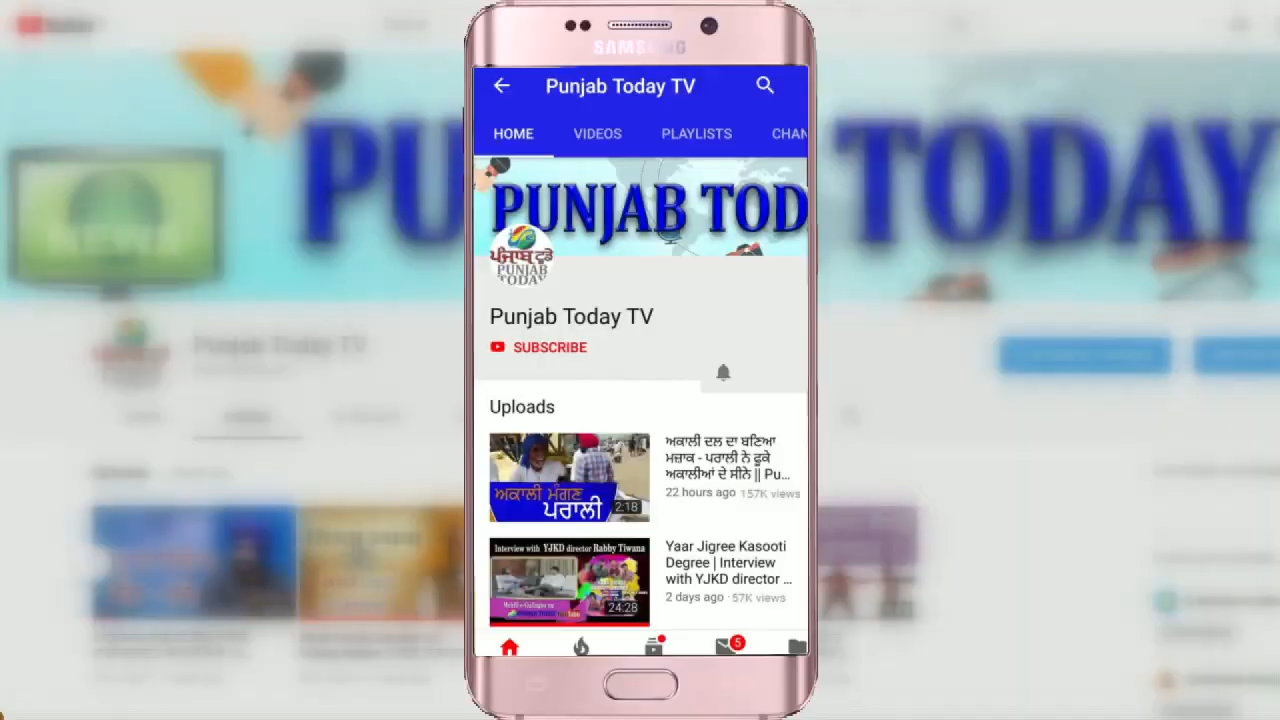 SAMSUNG
Punjab Today TV
HOME VIDEOS PLAYLISTS CHAN
PU
TODAY
PUNJAB TOD
ਪੰਜਾਬ ਟੂਡੇ
PUNJAB
TODAY
Punjab Today TV
SUBSCRIBE
Uploads
ਅਕਾਲੀ ਮੰਗਣ
ਪਰਾਲੀ
2:18
ਅਕਾਲੀ ਦਲ ਦਾ ਬਣਿਆ
ਮਜ਼ਾਕ - ਪਰਾਲੀ ਨੇ ਫੂਕੇ
ਅਕਾਲੀਆਂ ਦੇ ਸੀਨੇ || Pu...
22 hours ago 157K views
Interview with YJKD director Rabby Tiwana
24:28
Yaar Jigree Kasooti
Degree | Interview
with YJKD director ...
2 days ago · 57K views
5